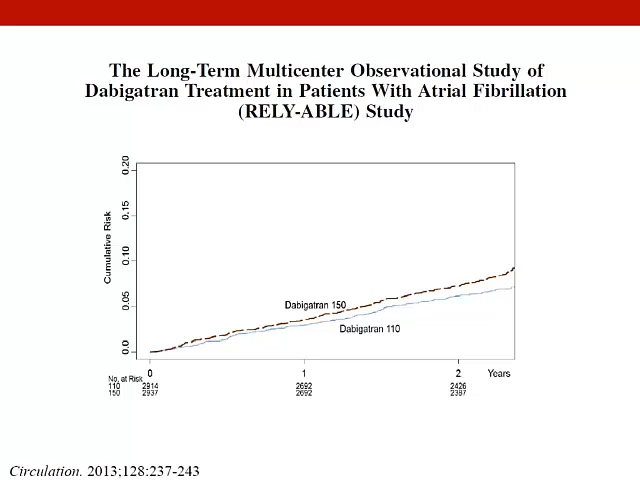 The Long-Term Multicenter Observational Study of
Dabigatran Treatment in Patients With Atrial Fibrillation
(RELY-ABLE) Study
0.20
0.15
0.10
0.05
0.0
Cumulative Risk
Dabigatran 150
Dabigatran 110
0 1 2 Years
No. at Risk
110 2914 2692 2426
150 2937 2692 2387
Circulation. 2013;128:237-243